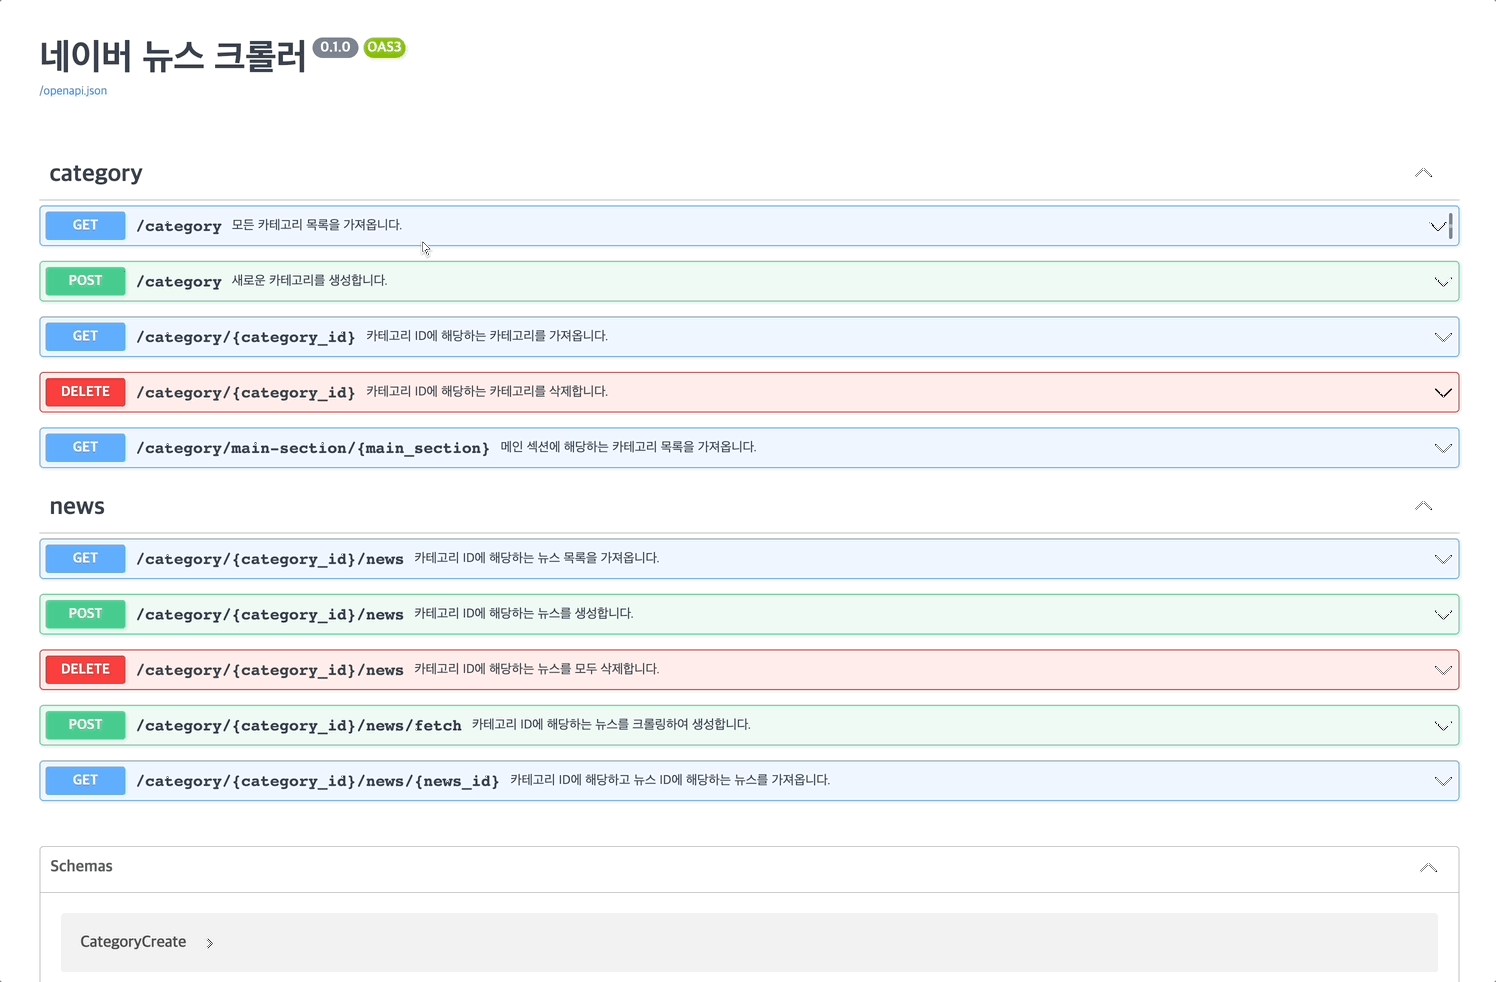 네이버 뉴스 크롤러 0.1.0 OAS3
/openapi.json
category
GET /category 모든 카테고리 목록을 가져옵니다.
POST /category 새로운 카테고리를 생성합니다.
GET /category/{category_id} 카테고리 ID에 해당하는 카테고리를 가져옵니다.
DELETE /category/{category_id} 카테고리 ID에 해당하는 카테고리를 삭제합니다.
GET /category/main-section/{main_section} 메인 섹션에 해당하는 카테고리 목록을 가져옵니다.
news
GET /category/{category_id}/news 카테고리 ID에 해당하는 뉴스 목록을 가져옵니다.
POST /category/{category_id}/news 카테고리 ID에 해당하는 뉴스를 생성합니다.
DELETE /category/{category_id}/news 카테고리 ID에 해당하는 뉴스를 모두 삭제합니다.
POST /category/{category_id}/news/fetch 카테고리 ID에 해당하는 뉴스를 크롤링하여 생성합니다.
GET /category/{category_id}/news/{news_id} 카테고리 ID에 해당하고 뉴스 ID에 해당하는 뉴스를 가져옵니다.
Schemas
CategoryCreate